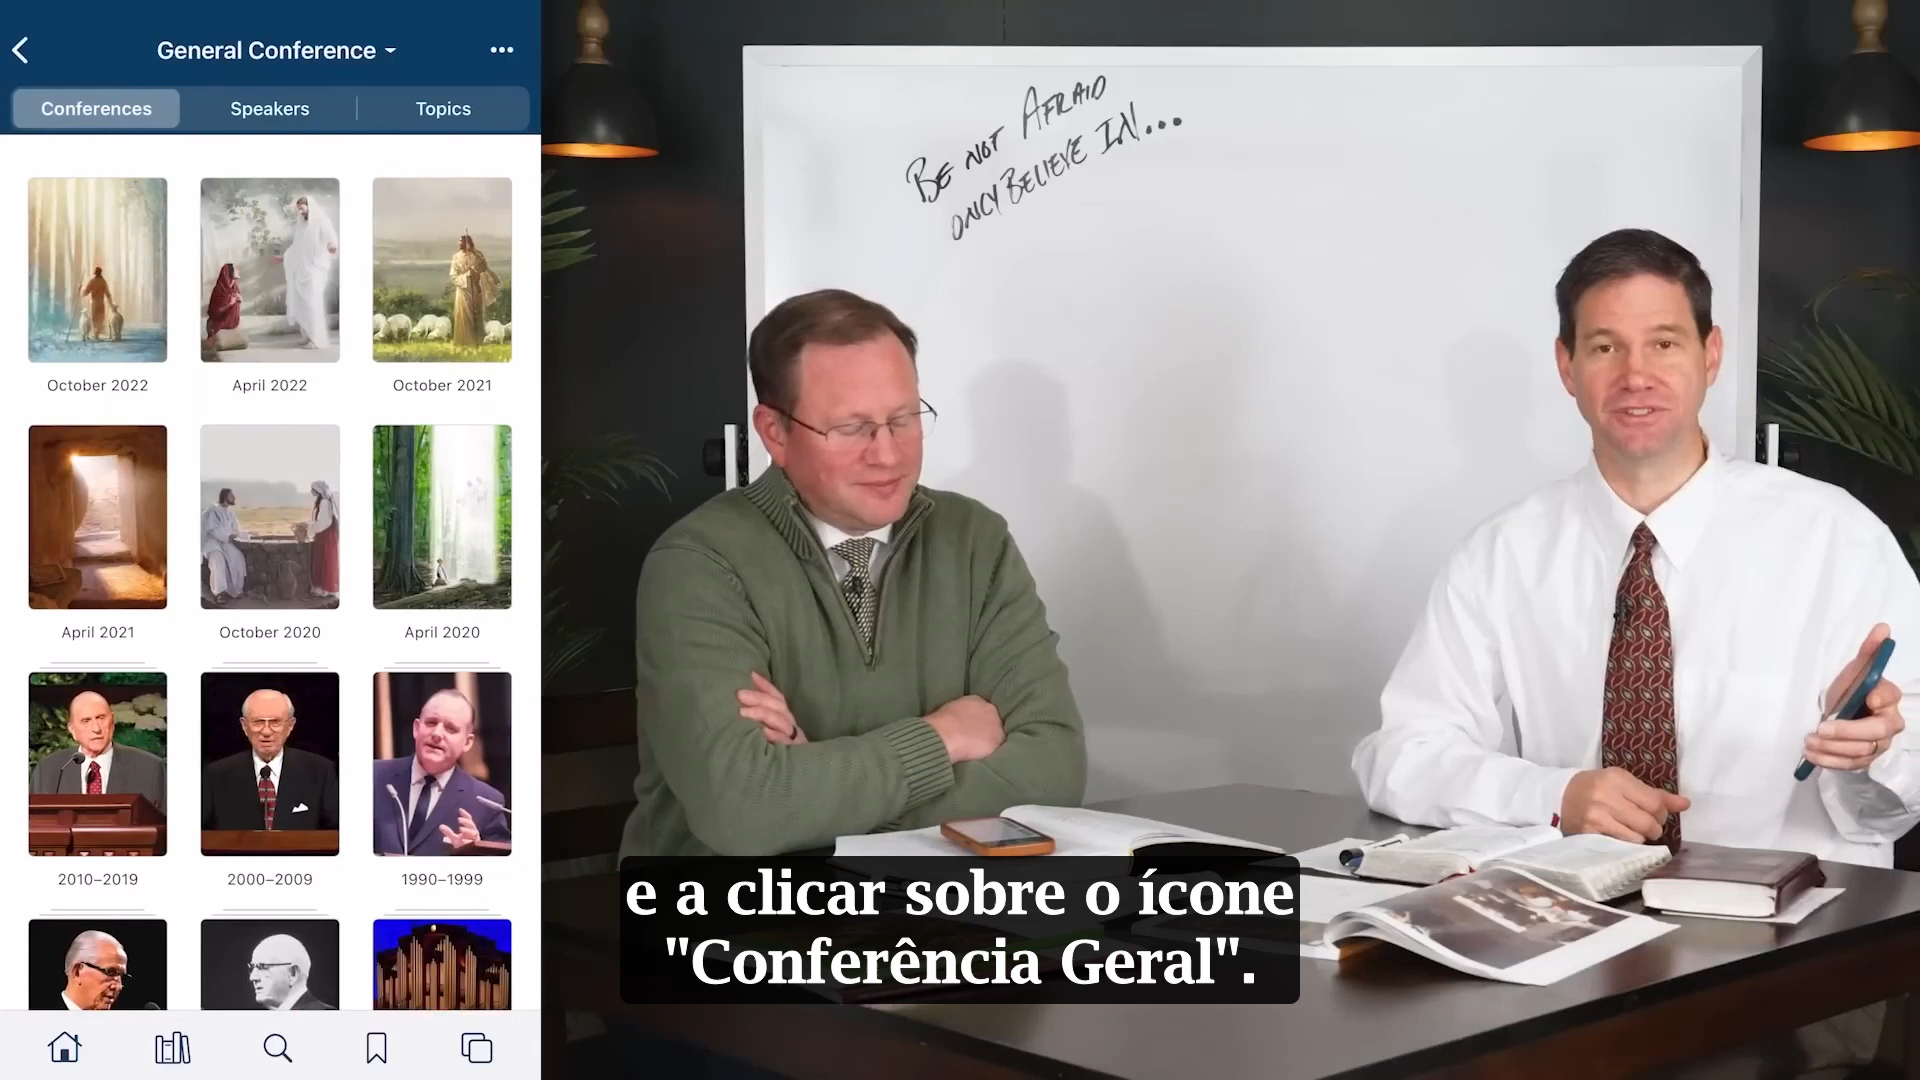 General Conference
Conferences
Speakers
Topics
October 2022
April 2022
October 2021
April 2021
October 2020
April 2020
2010–2019
2000–2009
1990–1999
BE NOT AFRAID
ONLY BELIEVE IN...
e a clicar sobre o ícone
"Conferência Geral".